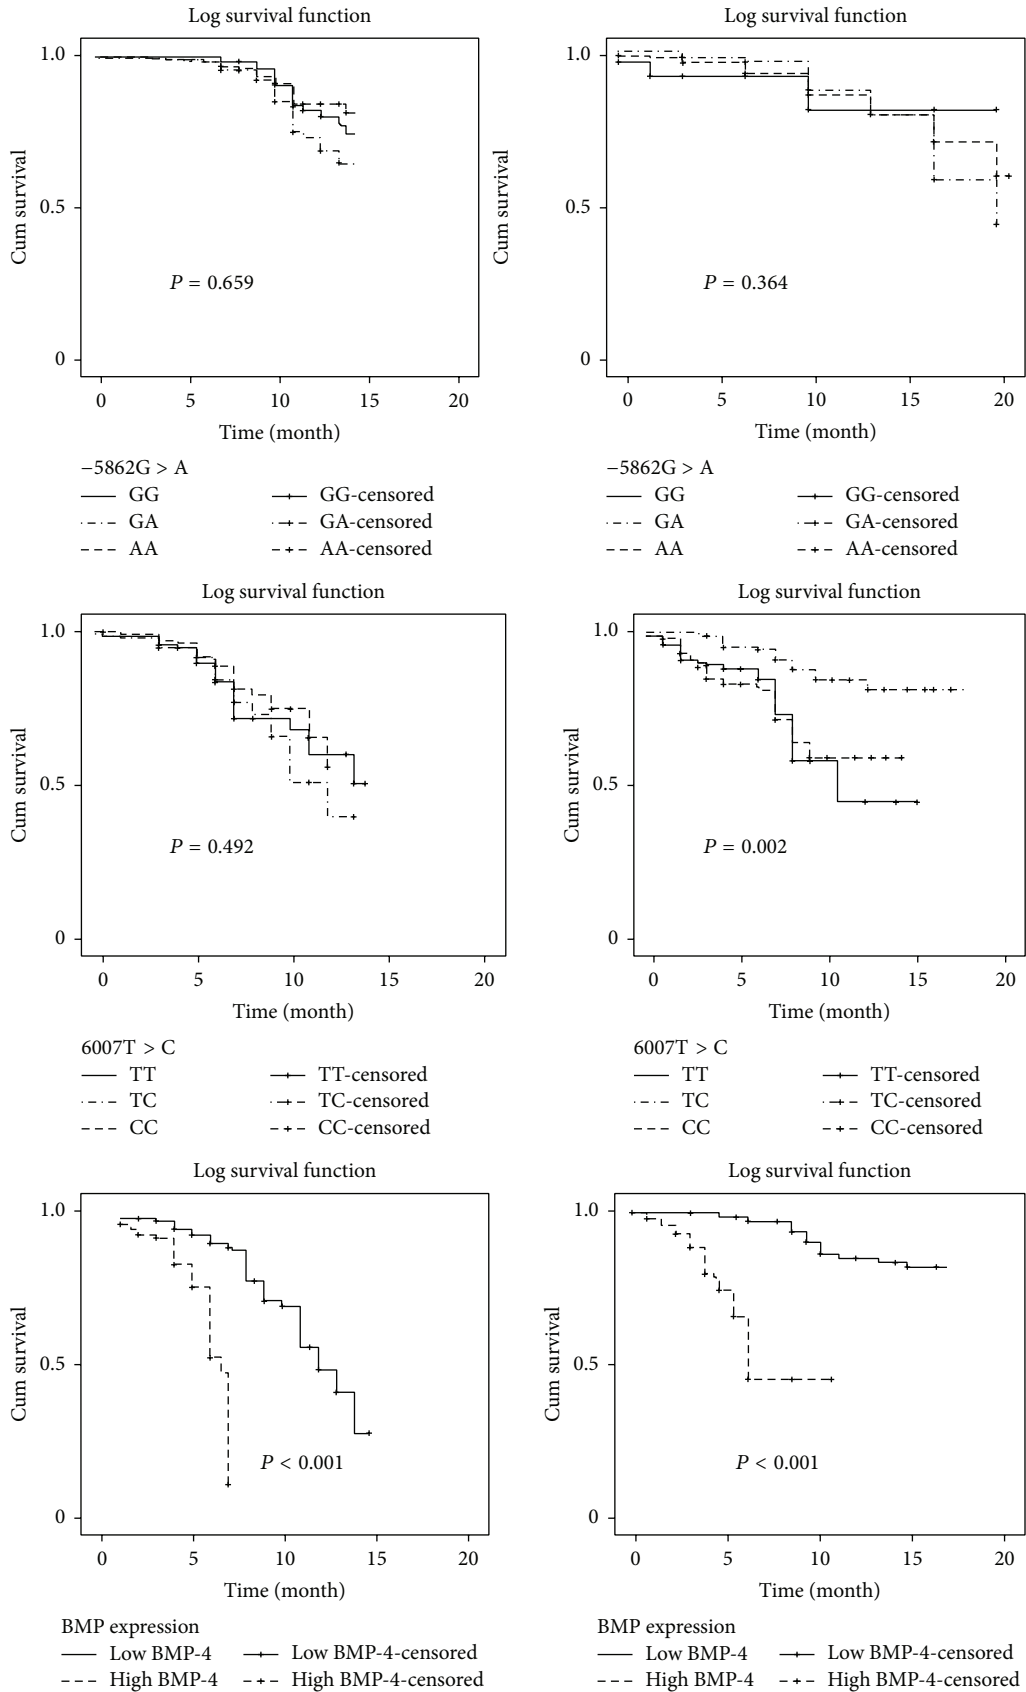 Log survival function
1.0
0.5
0
Cum survival
P = 0.659
0 5 10 15 20
Time (month)
−5862G > A
GG GG-censored
GA GA-censored
AA AA-censored
Log survival function
1.0
0.5
0
Cum survival
P = 0.364
0 5 10 15 20
Time (month)
−5862G > A
GG GG-censored
GA GA-censored
AA AA-censored
Log survival function
1.0
0.5
0
Cum survival
P = 0.492
0 5 10 15 20
Time (month)
6007T > C
TT TT-censored
TC TC-censored
CC CC-censored
Log survival function
1.0
0.5
0
Cum survival
P = 0.002
0 5 10 15 20
Time (month)
6007T > C
TT TT-censored
TC TC-censored
CC CC-censored
Log survival function
1.0
0.5
0
Cum survival
P < 0.001
0 5 10 15 20
Time (month)
BMP expression
Low BMP-4 Low BMP-4-censored
High BMP-4 High BMP-4-censored
Log survival function
1.0
0.5
0
Cum survival
P < 0.001
0 5 10 15 20
Time (month)
BMP expression
Low BMP-4 Low BMP-4-censored
High BMP-4 High BMP-4-censored